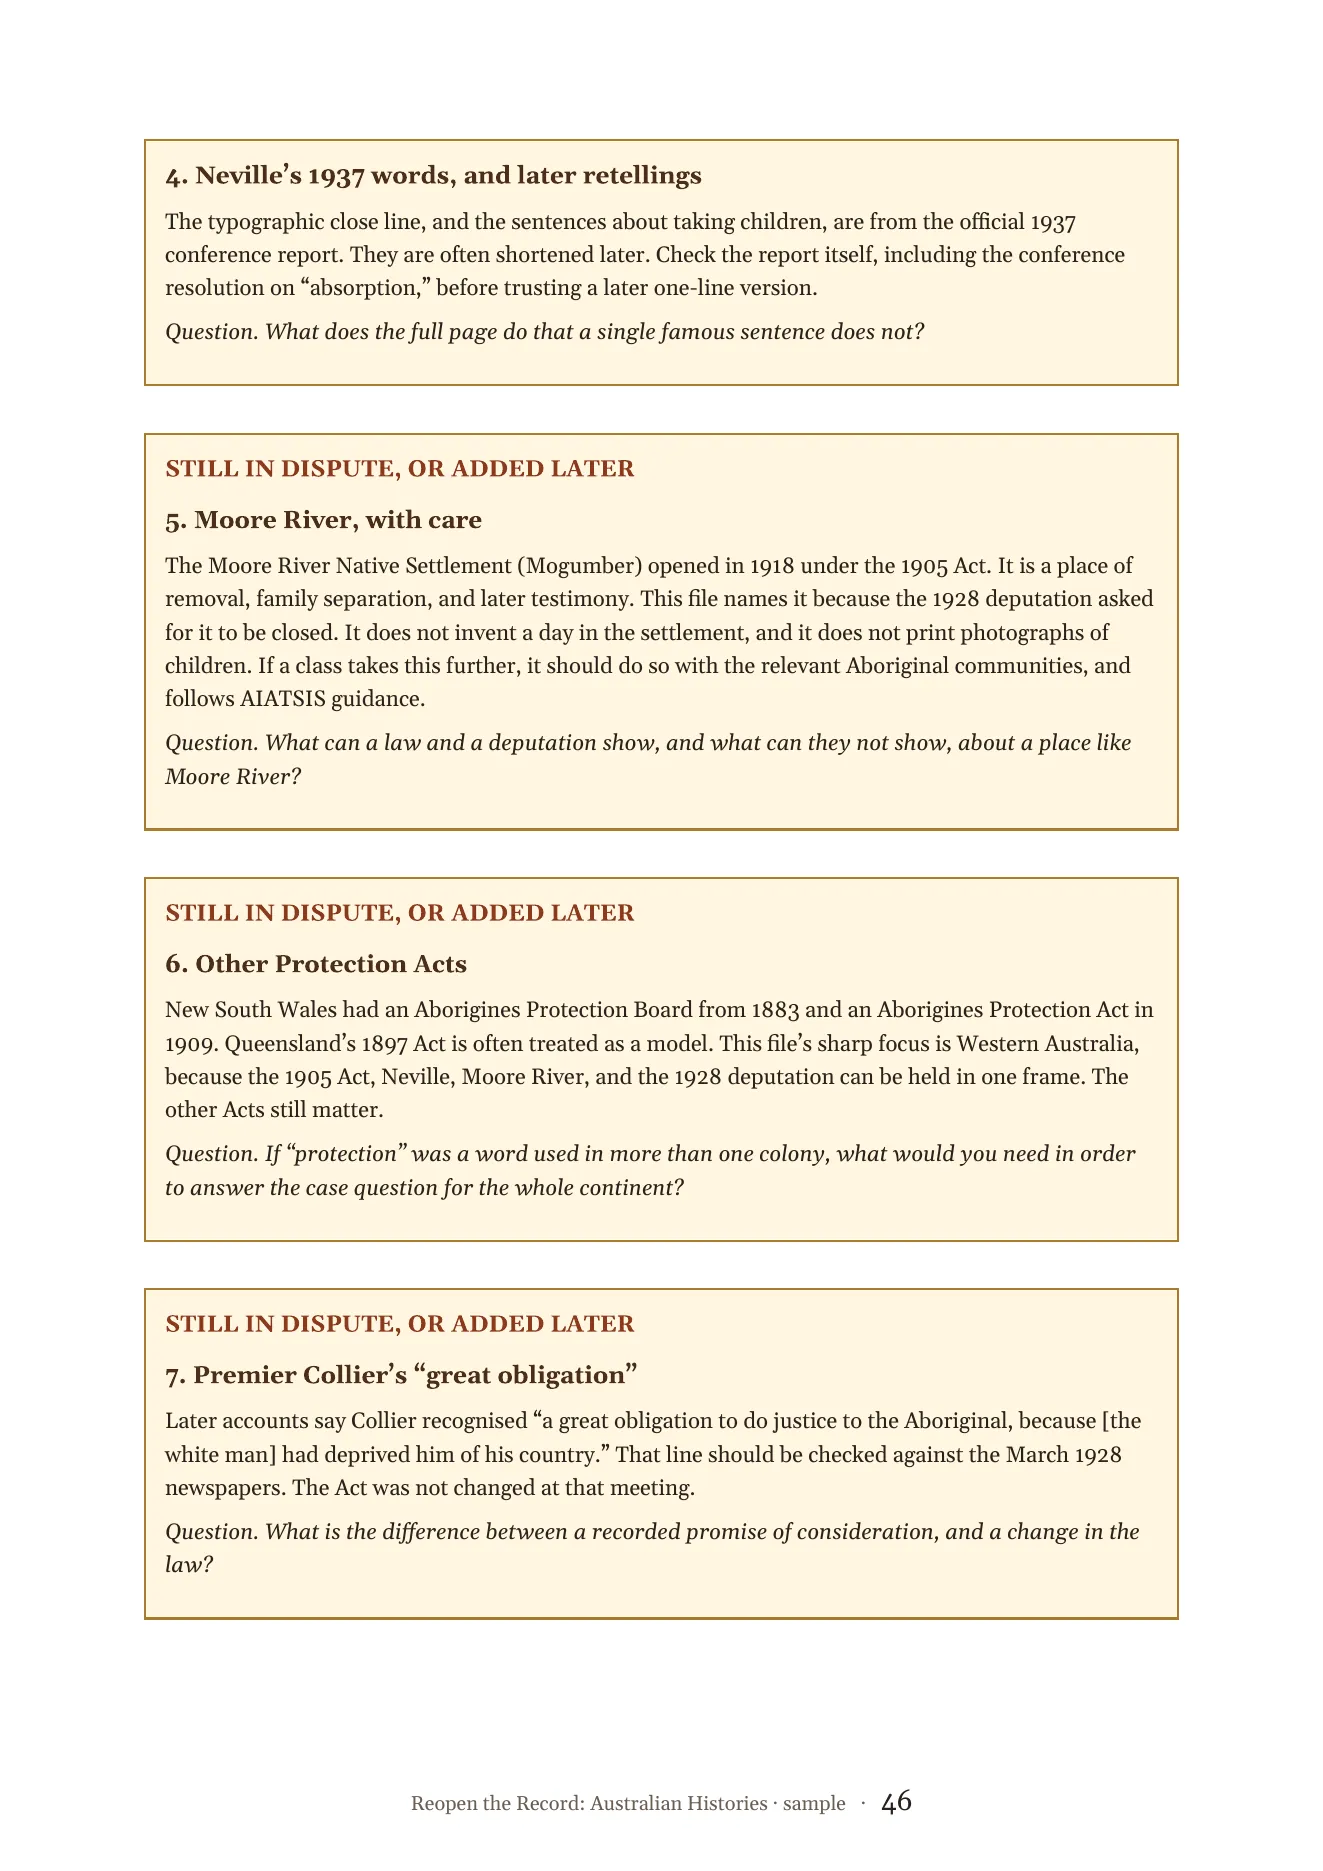 4. Neville’s 1937 words, and later retellings
The typographic close line, and the sentences about taking children, are from the official 1937
conference report. They are often shortened later. Check the report itself, including the conference
resolution on “absorption,” before trusting a later one-line version.
Question. What does the full page do that a single famous sentence does not?
STILL IN DISPUTE, OR ADDED LATER
5. Moore River, with care
The Moore River Native Settlement (Mogumber) opened in 1918 under the 1905 Act. It is a place of
removal, family separation, and later testimony. This file names it because the 1928 deputation asked
for it to be closed. It does not invent a day in the settlement, and it does not print photographs of
children. If a class takes this further, it should do so with the relevant Aboriginal communities, and
follows AIATSIS guidance.
Question. What can a law and a deputation show, and what can they not show, about a place like
Moore River?
STILL IN DISPUTE, OR ADDED LATER
6. Other Protection Acts
New South Wales had an Aborigines Protection Board from 1883 and an Aborigines Protection Act in
1909. Queensland’s 1897 Act is often treated as a model. This file’s sharp focus is Western Australia,
because the 1905 Act, Neville, Moore River, and the 1928 deputation can be held in one frame. The
other Acts still matter.
Question. If “protection” was a word used in more than one colony, what would you need in order
to answer the case question for the whole continent?
STILL IN DISPUTE, OR ADDED LATER
7. Premier Collier’s “great obligation”
Later accounts say Collier recognised “a great obligation to do justice to the Aboriginal, because [the
white man] had deprived him of his country.” That line should be checked against the March 1928
newspapers. The Act was not changed at that meeting.
Question. What is the difference between a recorded promise of consideration, and a change in the
law?
Reopen the Record: Australian Histories · sample · 46